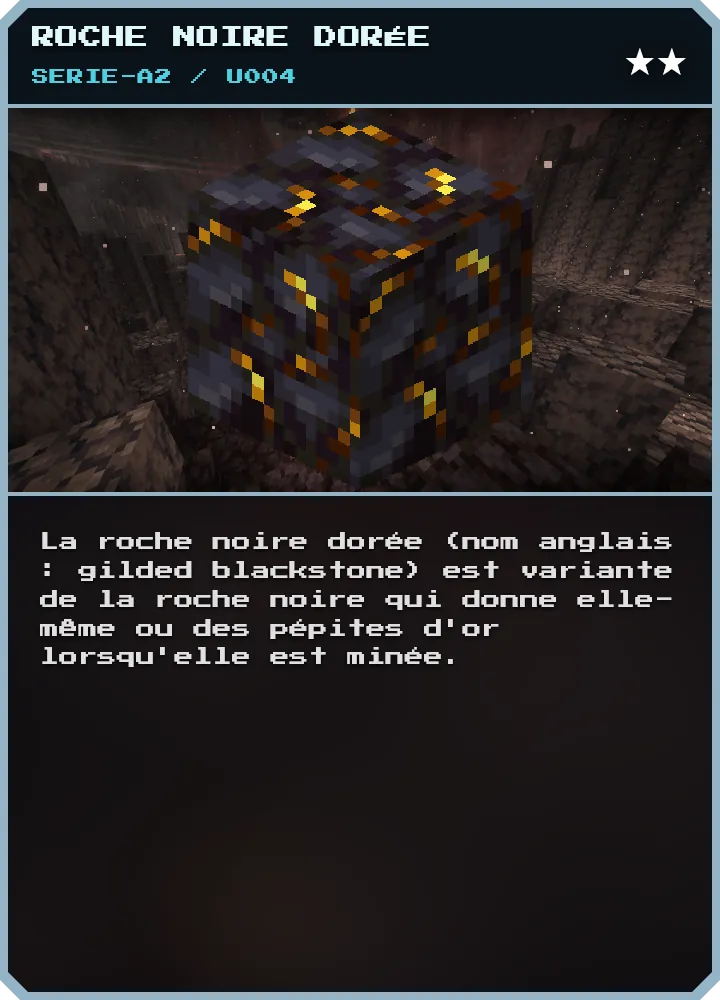 ROCHE NOIRE DORÉE
SERIE-A2 / U004
La roche noire dorée (nom anglais
: gilded blackstone) est variante
de la roche noire qui donne elle-
même ou des pépites d'or
lorsqu'elle est minée.